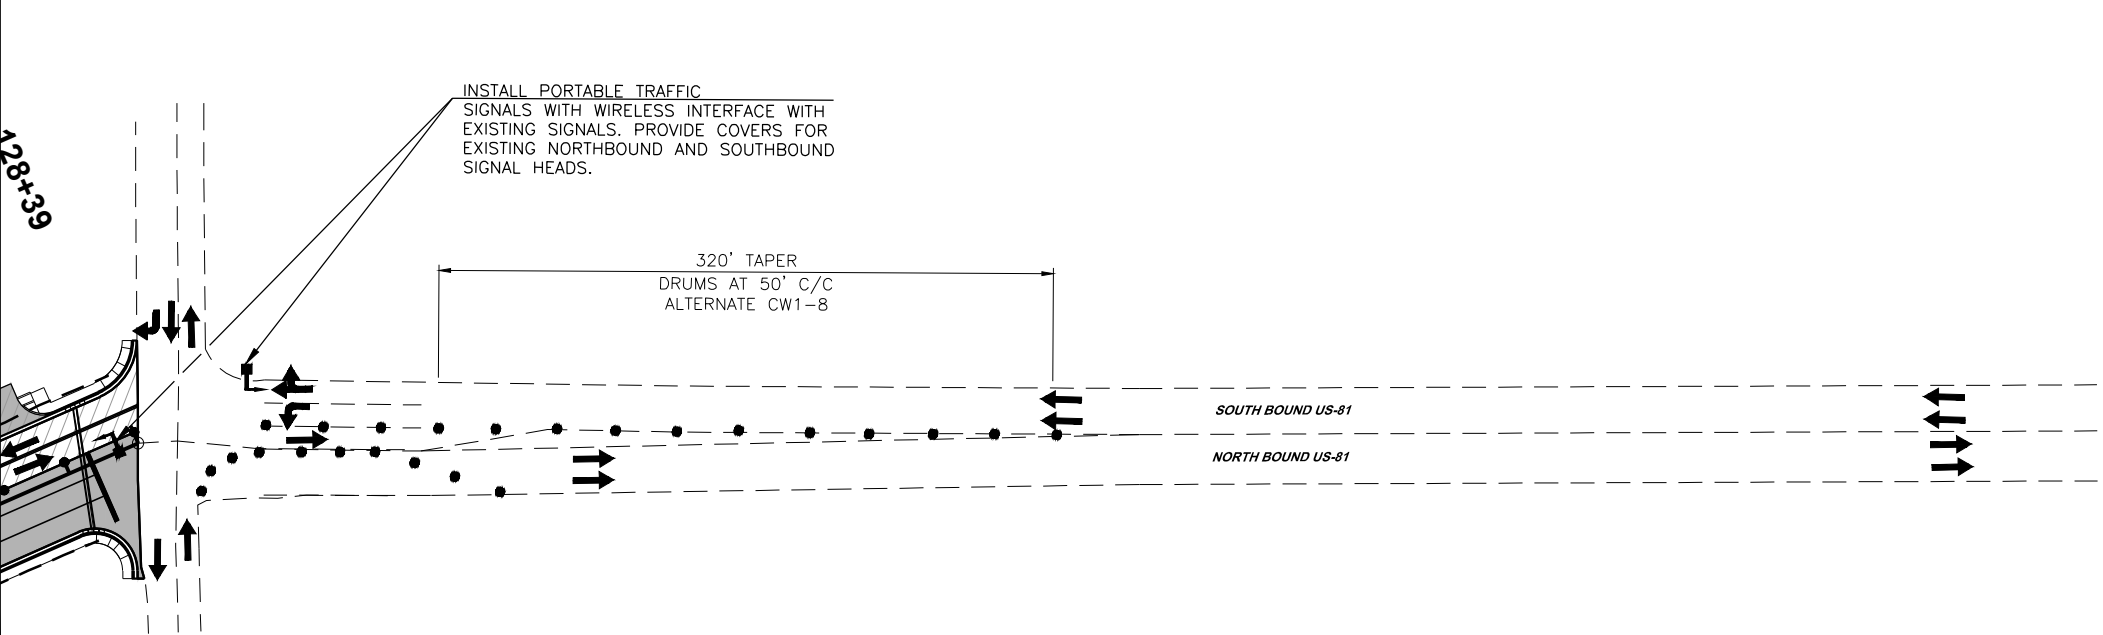 INSTALL PORTABLE TRAFFIC
SIGNALS WITH WIRELESS INTERFACE WITH
EXISTING SIGNALS. PROVIDE COVERS FOR
EXISTING NORTHBOUND AND SOUTHBOUND
SIGNAL HEADS.
128+39
320' TAPER
DRUMS AT 50' C/C
ALTERNATE CW1-8
SOUTH BOUND US-81
NORTH BOUND US-81